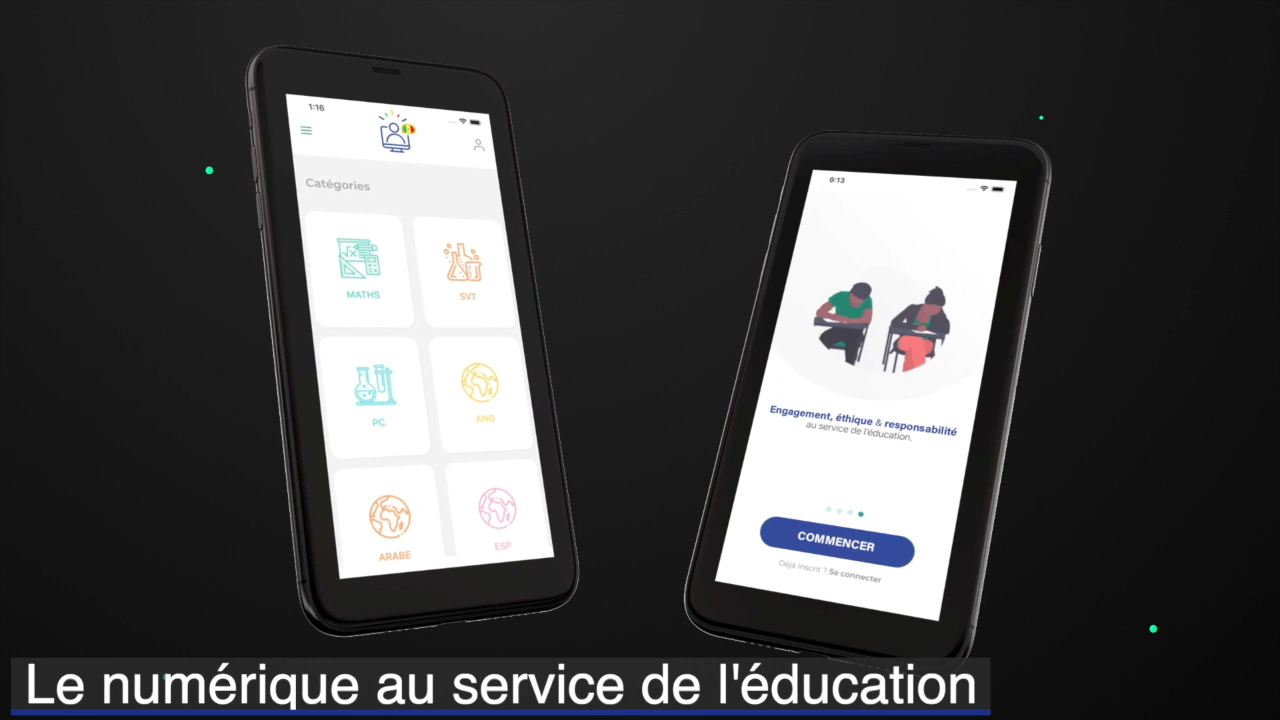 1:16
Catégories
MATHS
SVT
PC
ANG
ARABE
ESP
9:13
Engagement, éthique & responsabilité
au service de l'éducation.
COMMENCER
Déjà inscrit ? Se connecter
Le numérique au service de l'éducation